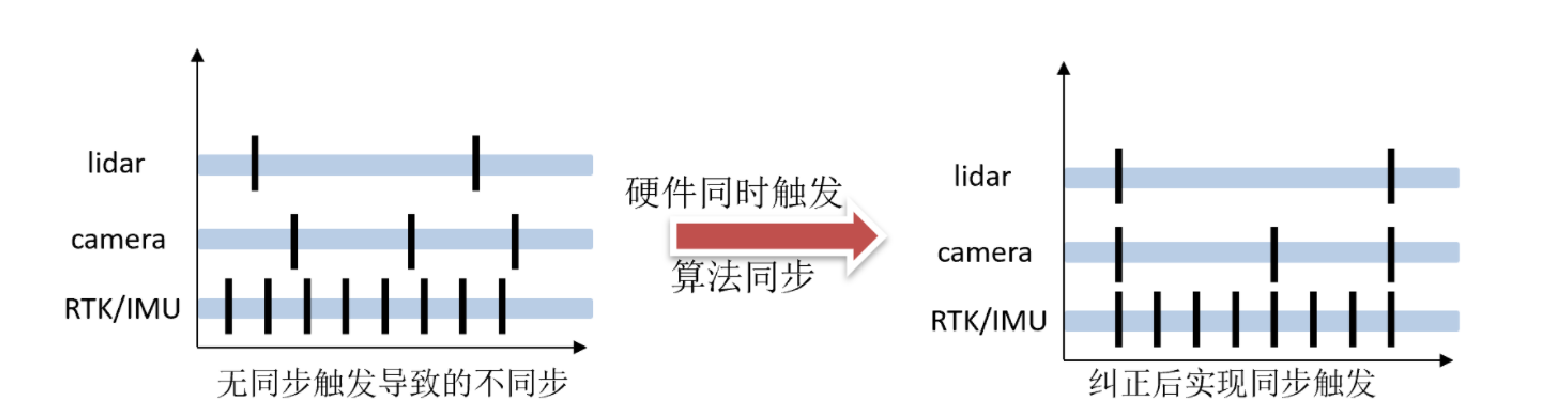 lidar
camera
RTK/IMU
无同步触发导致的不同步
硬件同时触发
算法同步
lidar
camera
RTK/IMU
纠正后实现同步触发